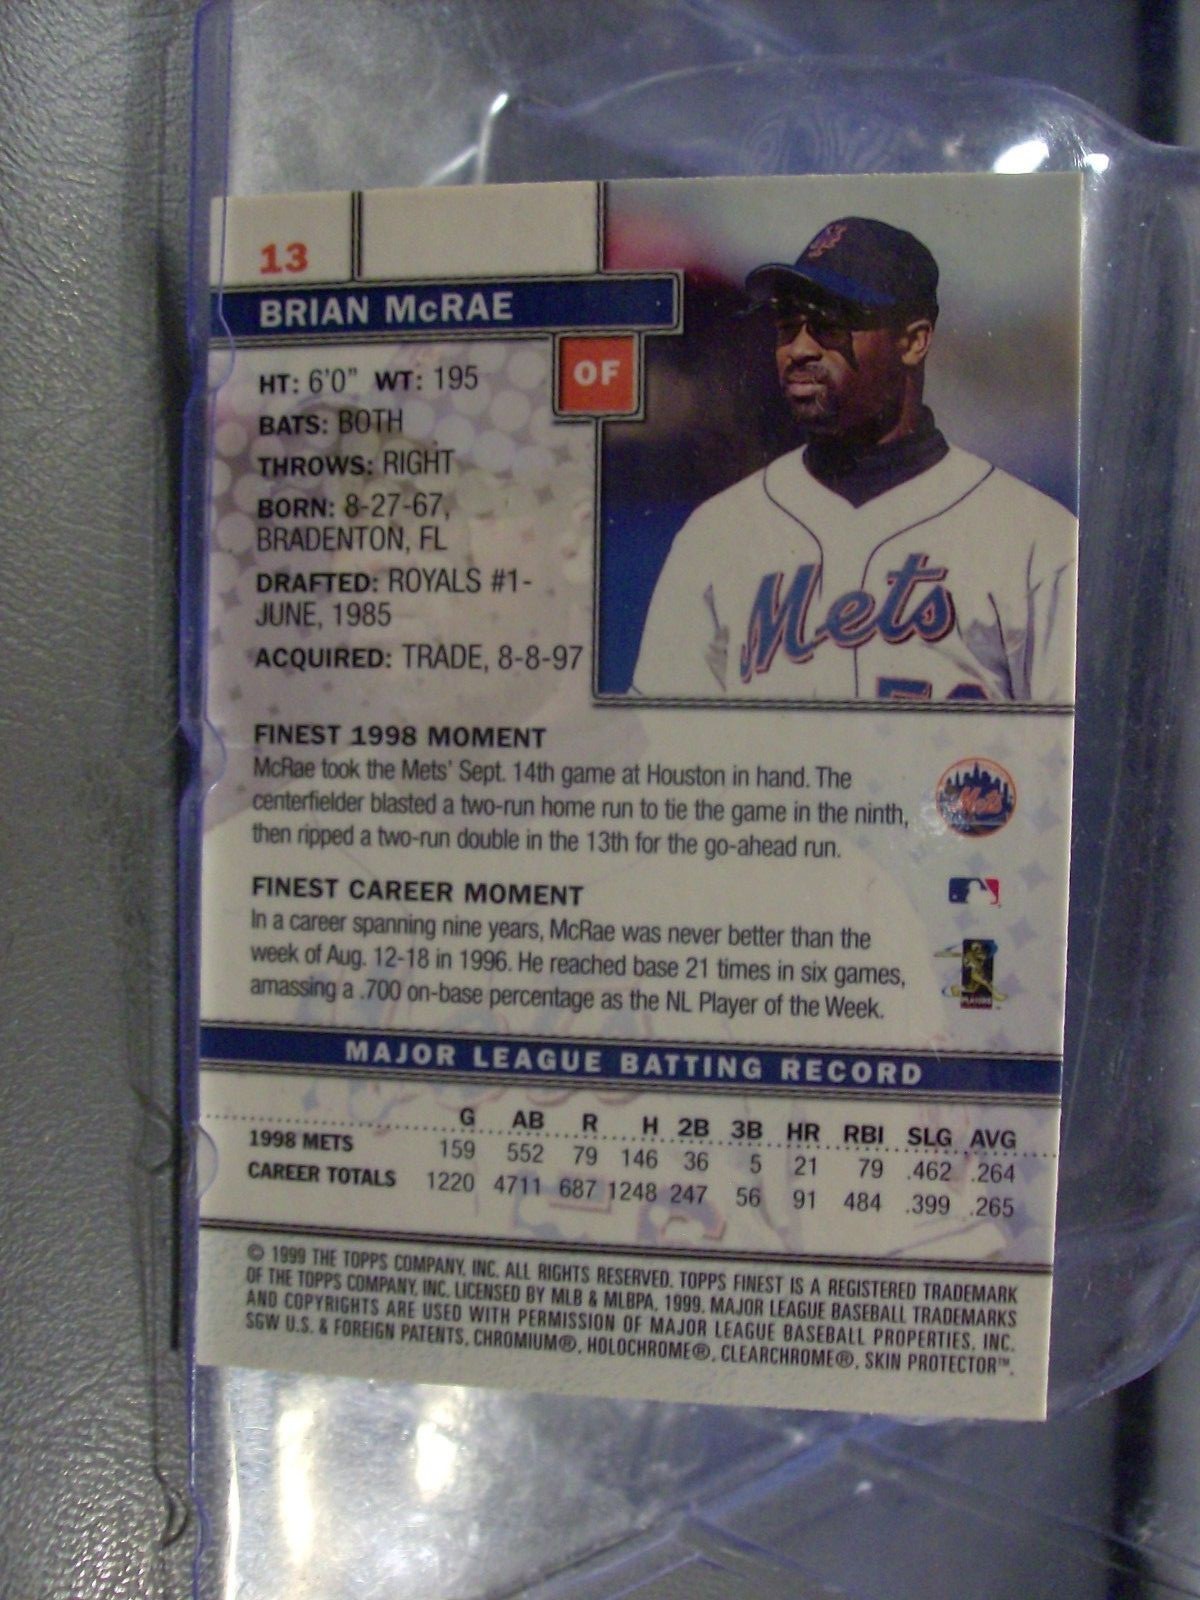 13
BRIAN McRAE
OF
HT: 6'0" WT: 195
BATS: BOTH
THROWS: RIGHT
BORN: 8-27-67,
BRADENTON, FL
DRAFTED: ROYALS #1-
JUNE, 1985
ACQUIRED: TRADE, 8-8-97
Mets
FINEST 1998 MOMENT
McRae took the Mets' Sept. 14th game at Houston in hand. The
centerfielder blasted a two-run home run to tie the game in the ninth,
then ripped a two-run double in the 13th for the go-ahead run.
Mets
FINEST CAREER MOMENT
In a career spanning nine years, McRae was never better than the
week of Aug. 12-18 in 1996. He reached base 21 times in six games,
amassing a .700 on-base percentage as the NL Player of the Week.
PLAYERS
MAJOR LEAGUE BATTING RECORD
G AB R H 2B 3B HR RBI SLG AVG
1998 METS 159 552 79 146 36 5 21 79 .462 .264
CAREER TOTALS 1220 4711 687 1248 247 56 91 484 .399 .265
© 1999 THE TOPPS COMPANY, INC. ALL RIGHTS RESERVED. TOPPS FINEST IS A REGISTERED TRADEMARK
OF THE TOPPS COMPANY, INC. LICENSED BY MLB & MLBPA, 1999. MAJOR LEAGUE BASEBALL TRADEMARKS
AND COPYRIGHTS ARE USED WITH PERMISSION OF MAJOR LEAGUE BASEBALL PROPERTIES, INC.
SGW U.S. & FOREIGN PATENTS, CHROMIUM®, HOLOCHROME®, CLEARCHROME®, SKIN PROTECTOR™.